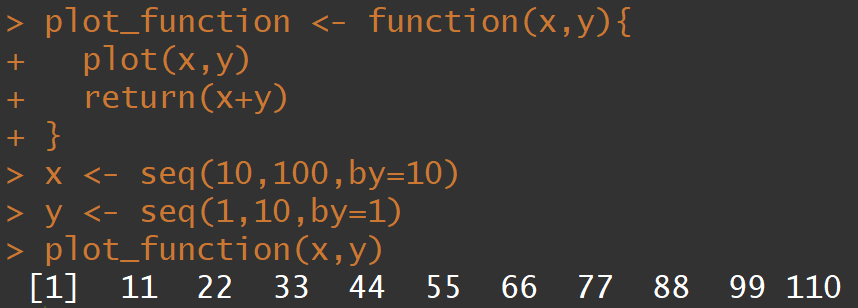 > plot_function <- function(x,y){
+   plot(x,y)
+   return(x+y)
+ }
> x <- seq(10,100,by=10)
> y <- seq(1,10,by=1)
> plot_function(x,y)
 [1]  11  22  33  44  55  66  77  88  99 110